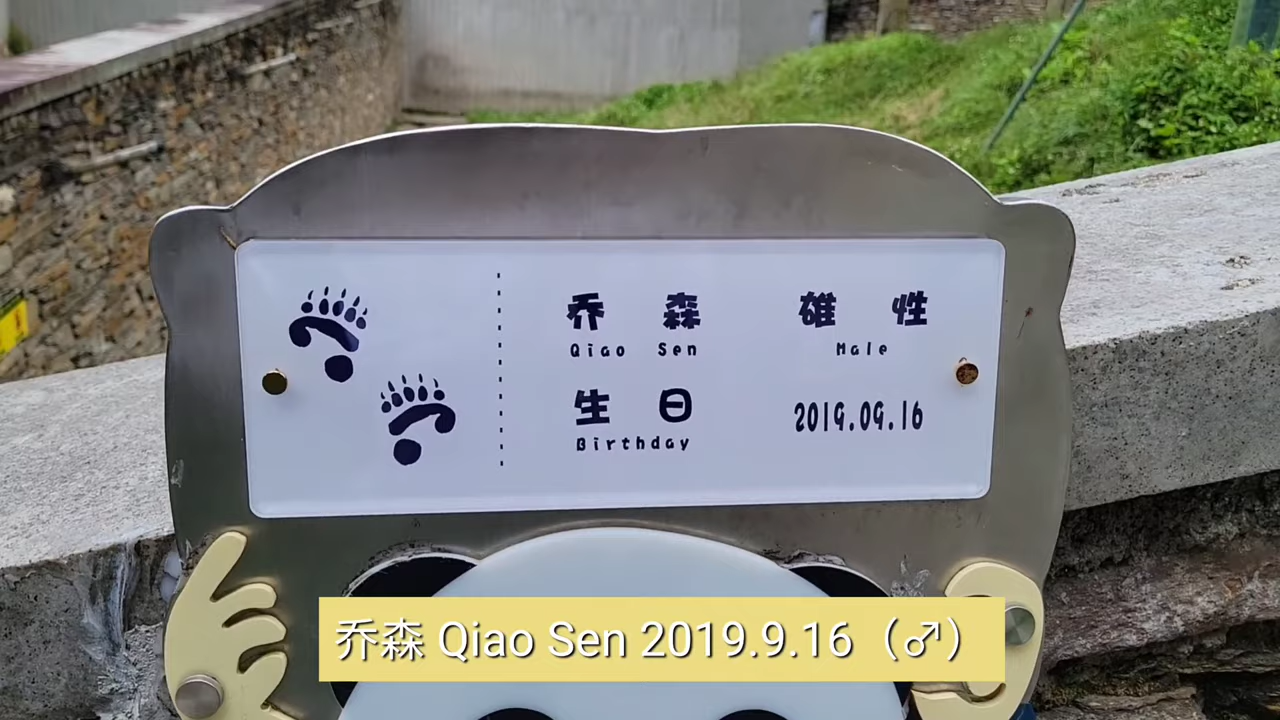 乔森 雄性
Qiao Sen Male
生日 2019.09.16
Birthday
乔森 Qiao Sen 2019.9.16（♂）